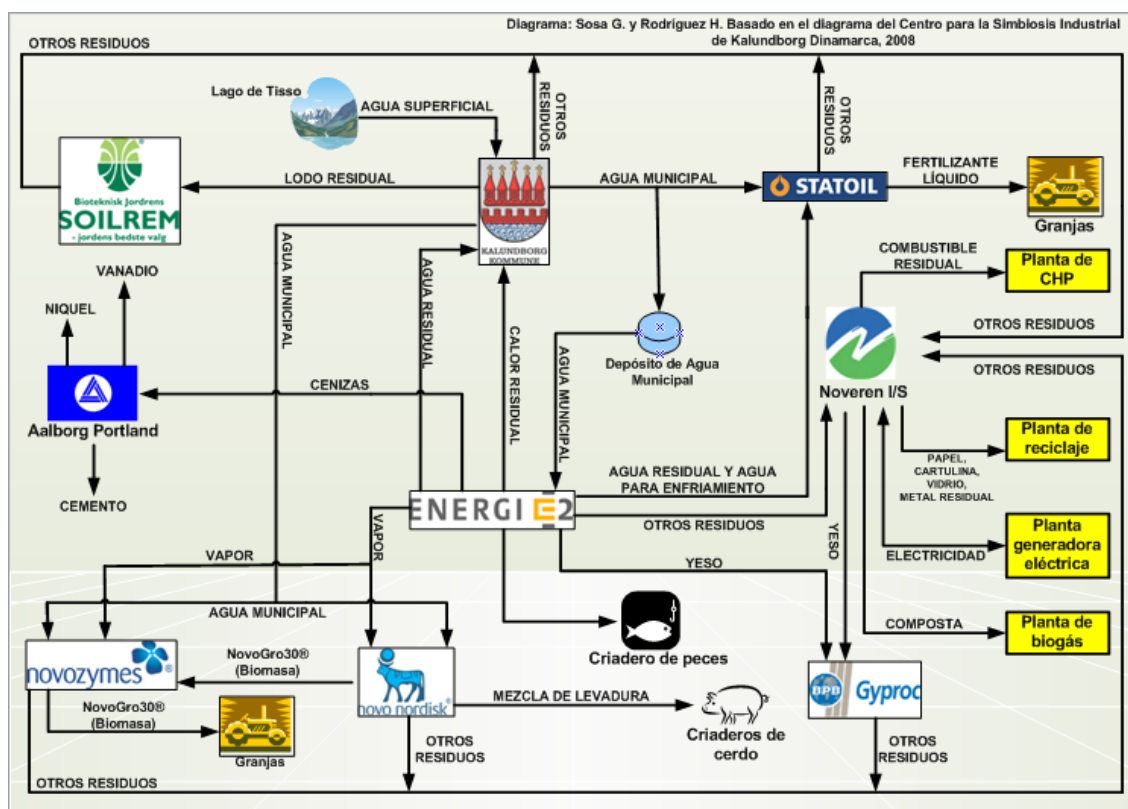 Diagrama: Sosa G. y Rodríguez H. Basado en el diagrama del Centro para la Simbiosis Industrial
de Kalundborg Dinamarca, 2008
OTROS RESIDUOS
Lago de Tisso
AGUA SUPERFICIAL
OTROS
RESIDUOS
OTROS
RESIDUOS
Bioteknisk Jordrens
SOILREM
- jordens bedste valg
LODO RESIDUAL
KALUNDBORG
KOMMUNE
AGUA MUNICIPAL
STATOIL
FERTILIZANTE
LÍQUIDO
Granjas
COMBUSTIBLE
RESIDUAL
Planta de
CHP
VANADIO
NIQUEL
AGUA MUNICIPAL
AGUA RESIDUAL
CALOR RESIDUAL
Depósito de Agua
Municipal
AGUA MUNICIPAL
OTROS RESIDUOS
OTROS RESIDUOS
Noveren I/S
CENIZAS
Aalborg Portland
CEMENTO
Planta de
reciclaje
PAPEL,
CARTULINA,
VIDRIO,
METAL RESIDUAL
AGUA RESIDUAL Y AGUA
PARA ENFRIAMIENTO
ENERGI E2
OTROS RESIDUOS
YESO
ELECTRICIDAD
Planta
generadora
eléctrica
VAPOR
VAPOR
YESO
AGUA MUNICIPAL
COMPOSTA
Planta de
biogás
Criadero de peces
novozymes®
NovoGro30®
(Biomasa)
novo nordisk®
MEZCLA DE LEVADURA
Criaderos de
cerdo
BPB Gyproc
NovoGro30®
(Biomasa)
Granjas
OTROS
RESIDUOS
OTROS
RESIDUOS
OTROS RESIDUOS